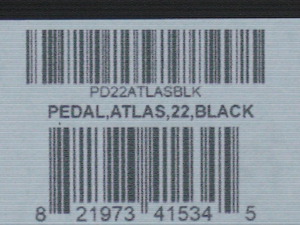 PD22ATLASBLK
PEDAL,ATLAS,22,BLACK
8 21973 41534 5